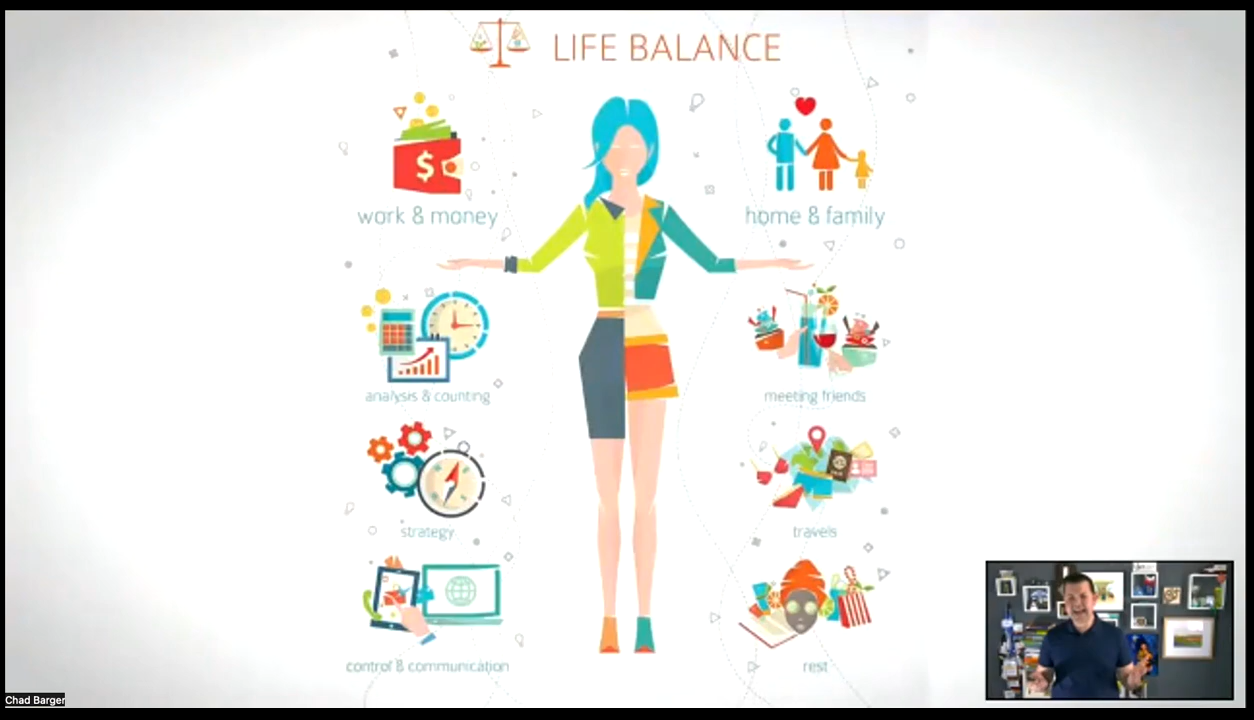 LIFE BALANCE
$
work & money
home & family
analysis & counting
meeting friends
strategy
travels
control & communication
rest
Chad Barger